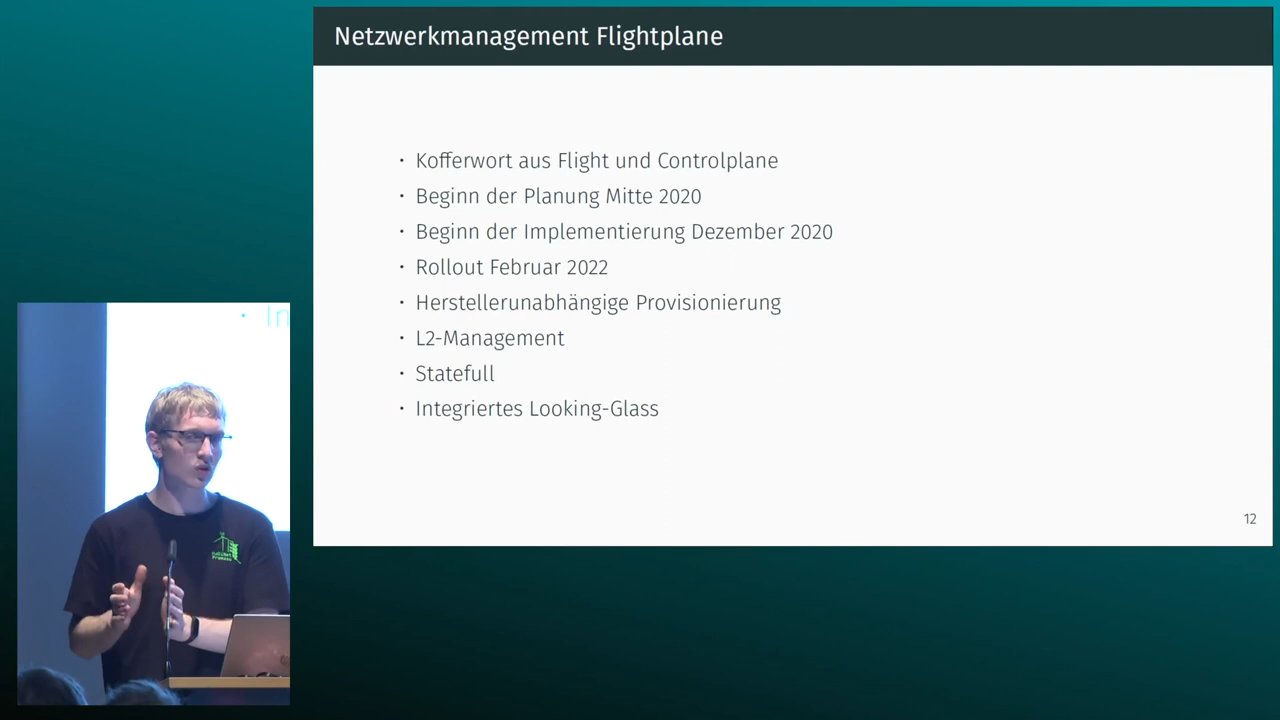 Netzwerkmanagement Flightplane
• Kofferwort aus Flight und Controlplane
• Beginn der Planung Mitte 2020
• Beginn der Implementierung Dezember 2020
• Rollout Februar 2022
• Herstellerunabhängige Provisionierung
• L2-Management
• Statefull
• Integriertes Looking-Glass
12
• In